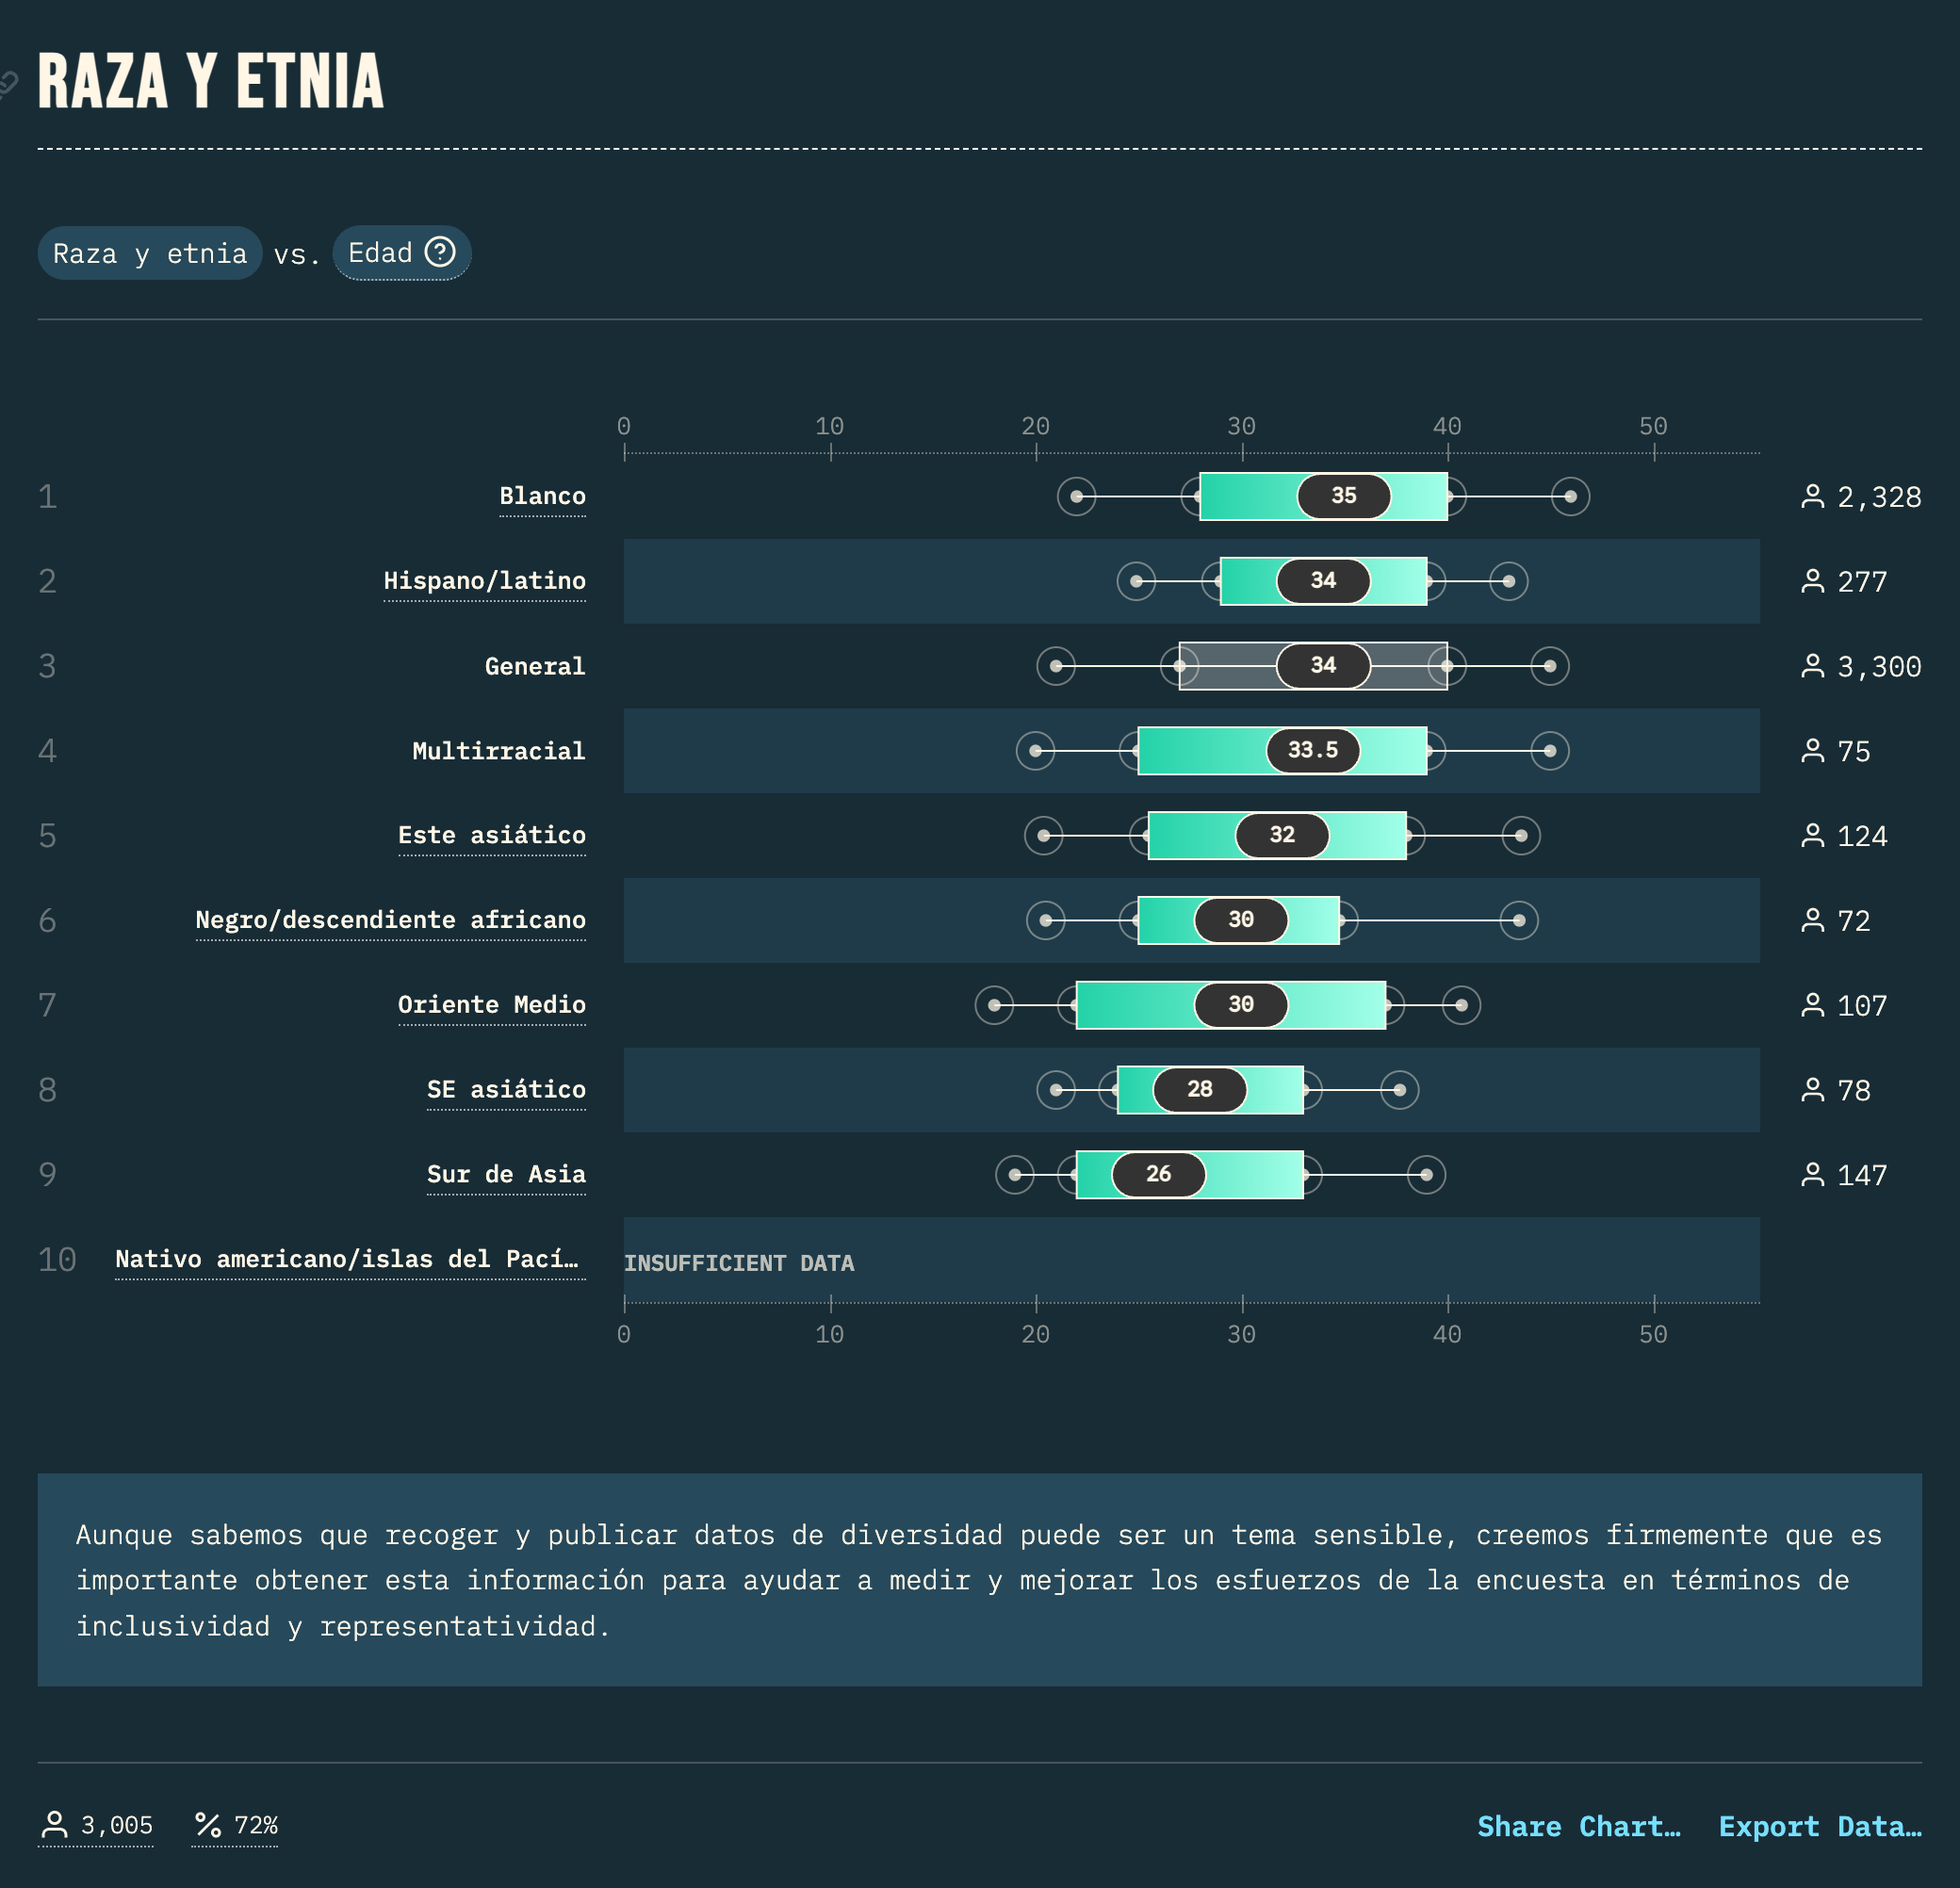 RAZA Y ETNIA
Raza y etnia vs. Edad ?
0 10 20 30 40 50
1 Blanco 35 2,328
2 Hispano/latino 34 277
3 General 34 3,300
4 Multirracial 33.5 75
5 Este asiático 32 124
6 Negro/descendiente africano 30 72
7 Oriente Medio 30 107
8 SE asiático 28 78
9 Sur de Asia 26 147
10 Nativo americano/islas del Pací… INSUFFICIENT DATA
0 10 20 30 40 50
Aunque sabemos que recoger y publicar datos de diversidad puede ser un tema sensible, creemos firmemente que es
importante obtener esta información para ayudar a medir y mejorar los esfuerzos de la encuesta en términos de
inclusividad y representatividad.
3,005 % 72% Share Chart… Export Data…